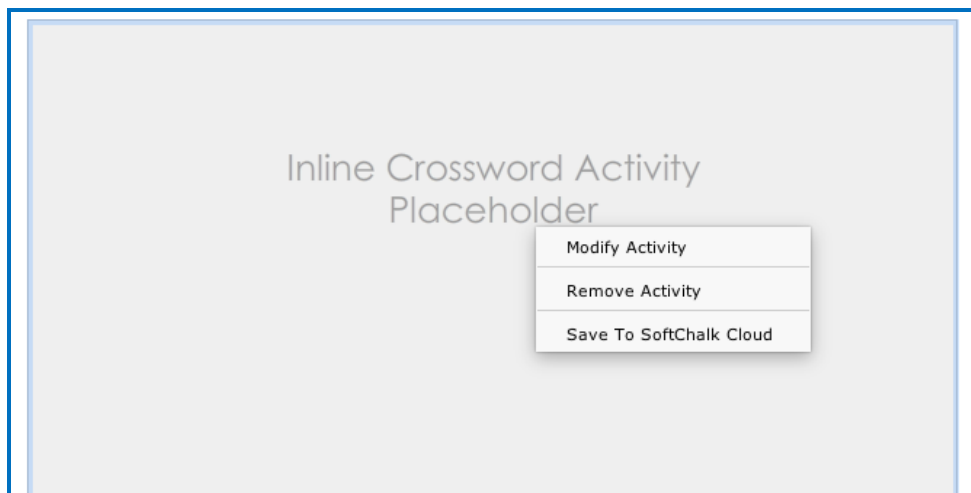 Inline Crossword Activity
Placeholder
Modify Activity
Remove Activity
Save To SoftChalk Cloud